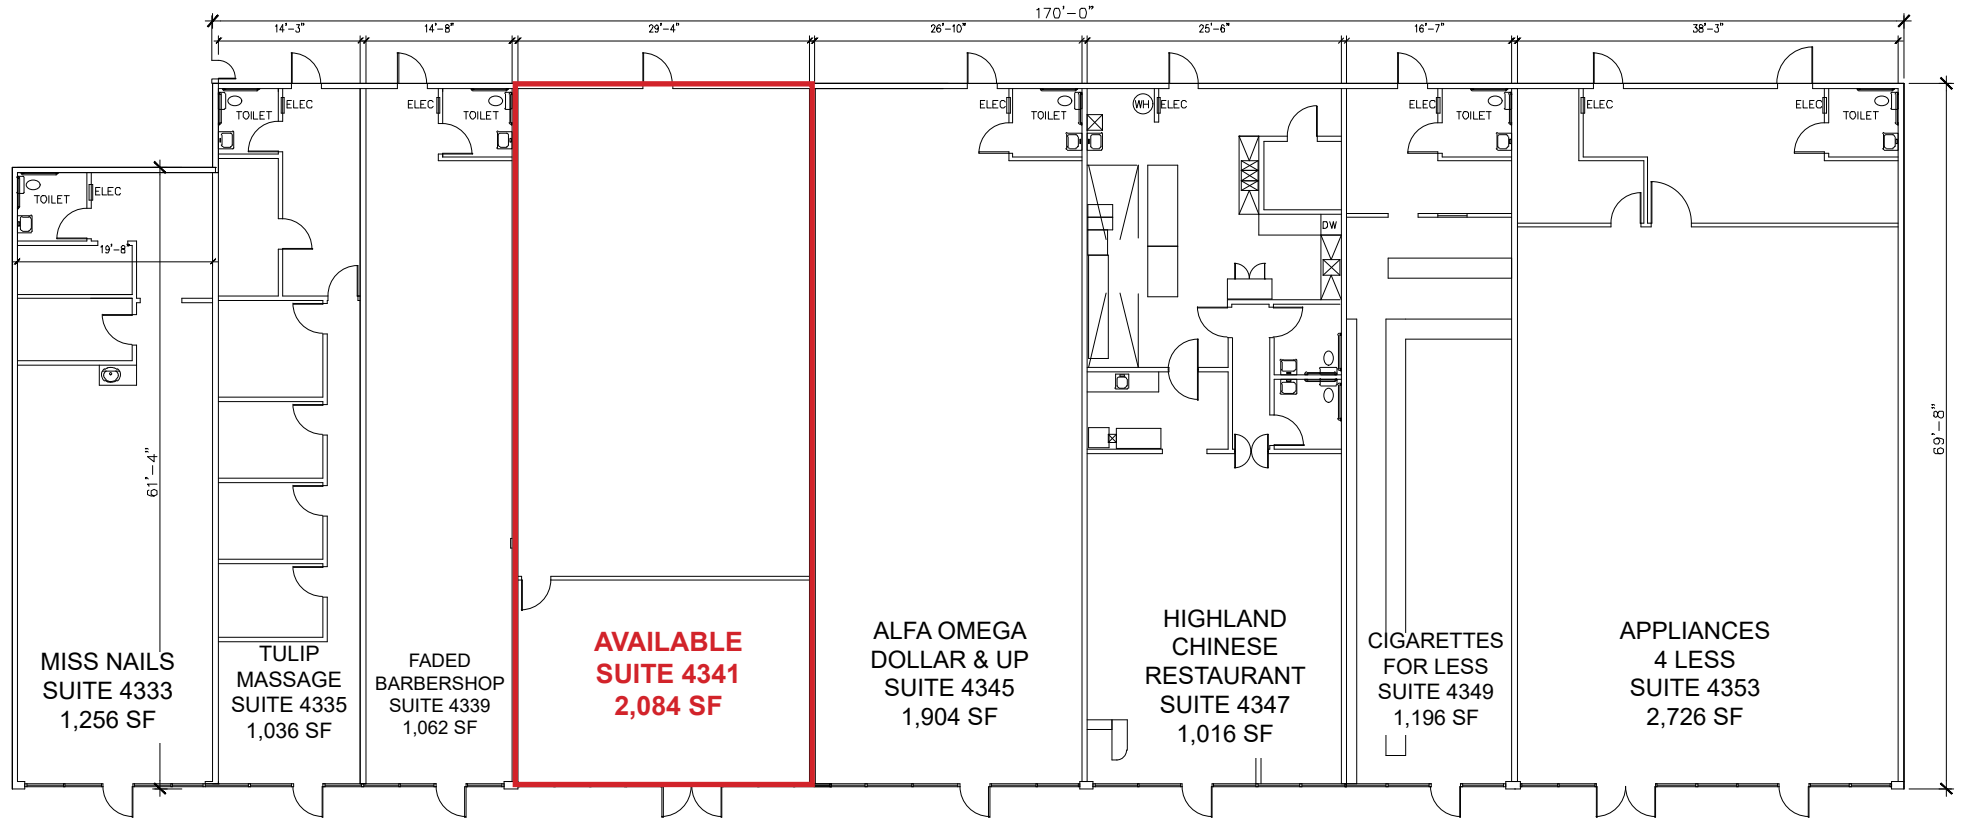 170'-0"
14'-3"
14'-8"
29'-4"
26'-10"
25'-6"
16'-7"
38'-3"
ELEC
TOILET
ELEC
TOILET
ELEC
TOILET
WH
ELEC
ELEC
TOILET
ELEC
ELEC
TOILET
ELEC
TOILET
19'-8"
DW
61'-4"
69'-8"
MISS NAILS
SUITE 4333
1,256 SF
TULIP
MASSAGE
SUITE 4335
1,036 SF
FADED
BARBERSHOP
SUITE 4339
1,062 SF
AVAILABLE
SUITE 4341
2,084 SF
ALFA OMEGA
DOLLAR & UP
SUITE 4345
1,904 SF
HIGHLAND
CHINESE
RESTAURANT
SUITE 4347
1,016 SF
CIGARETTES
FOR LESS
SUITE 4349
1,196 SF
APPLIANCES
4 LESS
SUITE 4353
2,726 SF